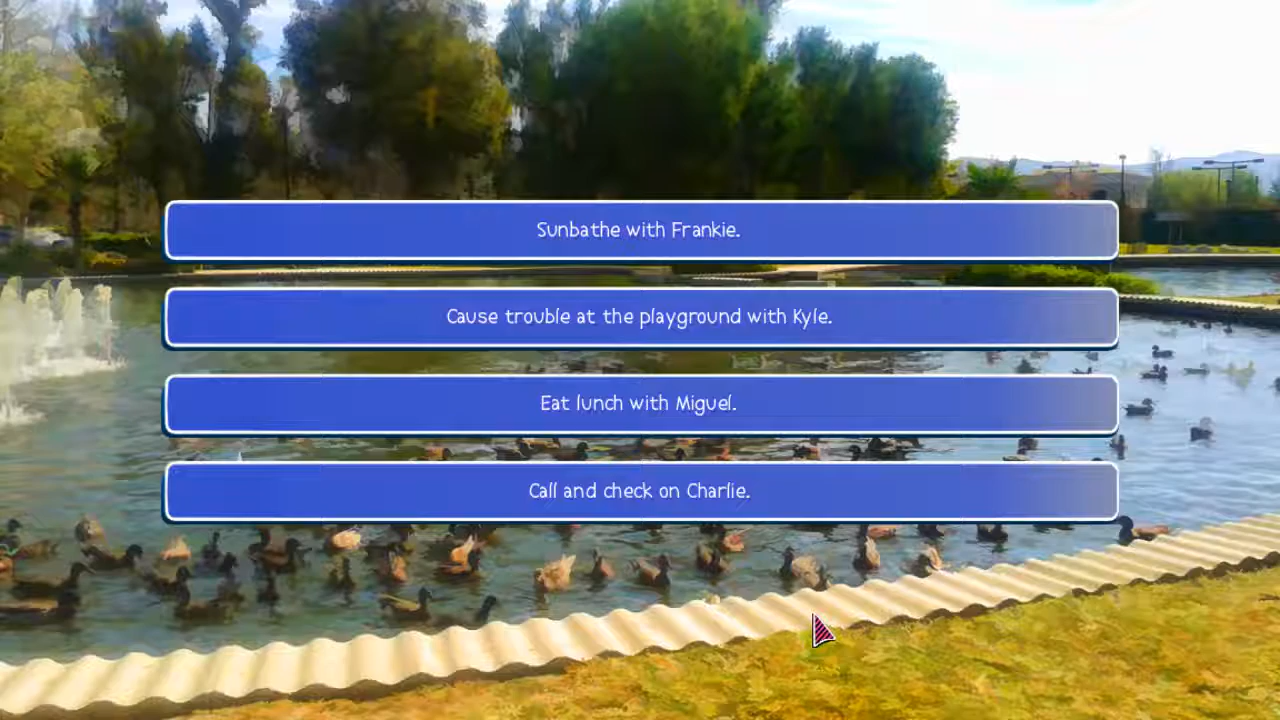 Sunbathe with Frankie.
Cause trouble at the playground with Kyle.
Eat lunch with Miguel.
Call and check on Charlie.